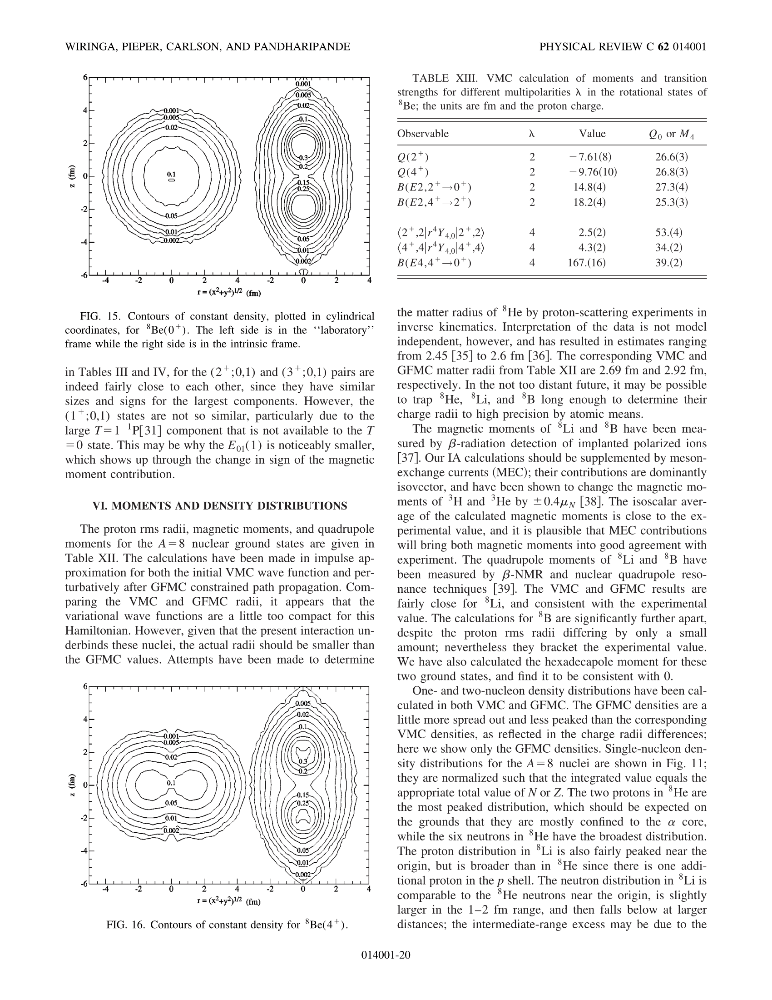 WIRINGA, PIEPER, CARLSON, AND PANDHARIPANDE
PHYSICAL REVIEW C 62 014001
6
4
2
0
-2
-4
-6
z (fm)
0.001
0.005
0.02
0.1
0.05
0.01
0.002
0.001
0.005
0.02
0.1
0.3
0.2
0.15
0.25
0.05
0.01
0.002
-4 -2 0 2 4 -2 0 2 4
r = (x²+y²)^1/2 (fm)
FIG. 15. Contours of constant density, plotted in cylindrical
coordinates, for ⁸Be(0⁺). The left side is in the ‘‘laboratory’’
frame while the right side is in the intrinsic frame.
in Tables III and IV, for the (2⁺;0,1) and (3⁺;0,1) pairs are
indeed fairly close to each other, since they have similar
sizes and signs for the largest components. However, the
(1⁺;0,1) states are not so similar, particularly due to the
large T=1 ¹P[31] component that is not available to the T
=0 state. This may be why the E₀₁(1) is noticeably smaller,
which shows up through the change in sign of the magnetic
moment contribution.
VI. MOMENTS AND DENSITY DISTRIBUTIONS
The proton rms radii, magnetic moments, and quadrupole
moments for the A=8 nuclear ground states are given in
Table XII. The calculations have been made in impulse ap-
proximation for both the initial VMC wave function and per-
turbatively after GFMC constrained path propagation. Com-
paring the VMC and GFMC radii, it appears that the
variational wave functions are a little too compact for this
Hamiltonian. However, given that the present interaction un-
derbinds these nuclei, the actual radii should be smaller than
the GFMC values. Attempts have been made to determine
6
4
2
0
-2
-4
-6
z (fm)
0.001
0.005
0.02
0.1
0.05
0.01
0.002
0.005
0.02
0.1
0.3
0.2
0.15
0.25
0.05
0.01
0.002
-4 -2 0 2 4 -2 0 2 4
r = (x²+y²)^1/2 (fm)
FIG. 16. Contours of constant density for ⁸Be(4⁺).
TABLE XIII. VMC calculation of moments and transition
strengths for different multipolarities λ in the rotational states of
⁸Be; the units are fm and the proton charge.
Observable λ Value Q₀ or M₄
Q(2⁺) 2 −7.61(8) 26.6(3)
Q(4⁺) 2 −9.76(10) 26.8(3)
B(E2,2⁺→0⁺) 2 14.8(4) 27.3(4)
B(E2,4⁺→2⁺) 2 18.2(4) 25.3(3)
⟨2⁺,2|r⁴Y₄,₀|2⁺,2⟩ 4 2.5(2) 53.(4)
⟨4⁺,4|r⁴Y₄,₀|4⁺,4⟩ 4 4.3(2) 34.(2)
B(E4,4⁺→0⁺) 4 167.(16) 39.(2)
the matter radius of ⁸He by proton-scattering experiments in
inverse kinematics. Interpretation of the data is not model
independent, however, and has resulted in estimates ranging
from 2.45 [35] to 2.6 fm [36]. The corresponding VMC and
GFMC matter radii from Table XII are 2.69 fm and 2.92 fm,
respectively. In the not too distant future, it may be possible
to trap ⁸He, ⁸Li, and ⁸B long enough to determine their
charge radii to high precision by atomic means.
The magnetic moments of ⁸Li and ⁸B have been mea-
sured by β-radiation detection of implanted polarized ions
[37]. Our IA calculations should be supplemented by meson-
exchange currents (MEC); their contributions are dominantly
isovector, and have been shown to change the magnetic mo-
ments of ³H and ³He by ±0.4μN [38]. The isoscalar aver-
age of the calculated magnetic moments is close to the ex-
perimental value, and it is plausible that MEC contributions
will bring both magnetic moments into good agreement with
experiment. The quadrupole moments of ⁸Li and ⁸B have
been measured by β-NMR and nuclear quadrupole reso-
nance techniques [39]. The VMC and GFMC results are
fairly close for ⁸Li, and consistent with the experimental
value. The calculations for ⁸B are significantly further apart,
despite the proton rms radii differing by only a small
amount; nevertheless they bracket the experimental value.
We have also calculated the hexadecapole moment for these
two ground states, and find it to be consistent with 0.
One- and two-nucleon density distributions have been cal-
culated in both VMC and GFMC. The GFMC densities are a
little more spread out and less peaked than the corresponding
VMC densities, as reflected in the charge radii differences;
here we show only the GFMC densities. Single-nucleon den-
sity distributions for the A=8 nuclei are shown in Fig. 11;
they are normalized such that the integrated value equals the
appropriate total value of N or Z. The two protons in ⁸He are
the most peaked distribution, which should be expected on
the grounds that they are mostly confined to the α core,
while the six neutrons in ⁸He have the broadest distribution.
The proton distribution in ⁸Li is also fairly peaked near the
origin, but is broader than in ⁸He since there is one addi-
tional proton in the p shell. The neutron distribution in ⁸Li is
comparable to the ⁸He neutrons near the origin, is slightly
larger in the 1–2 fm range, and then falls below at larger
distances; the intermediate-range excess may be due to the
014001-20